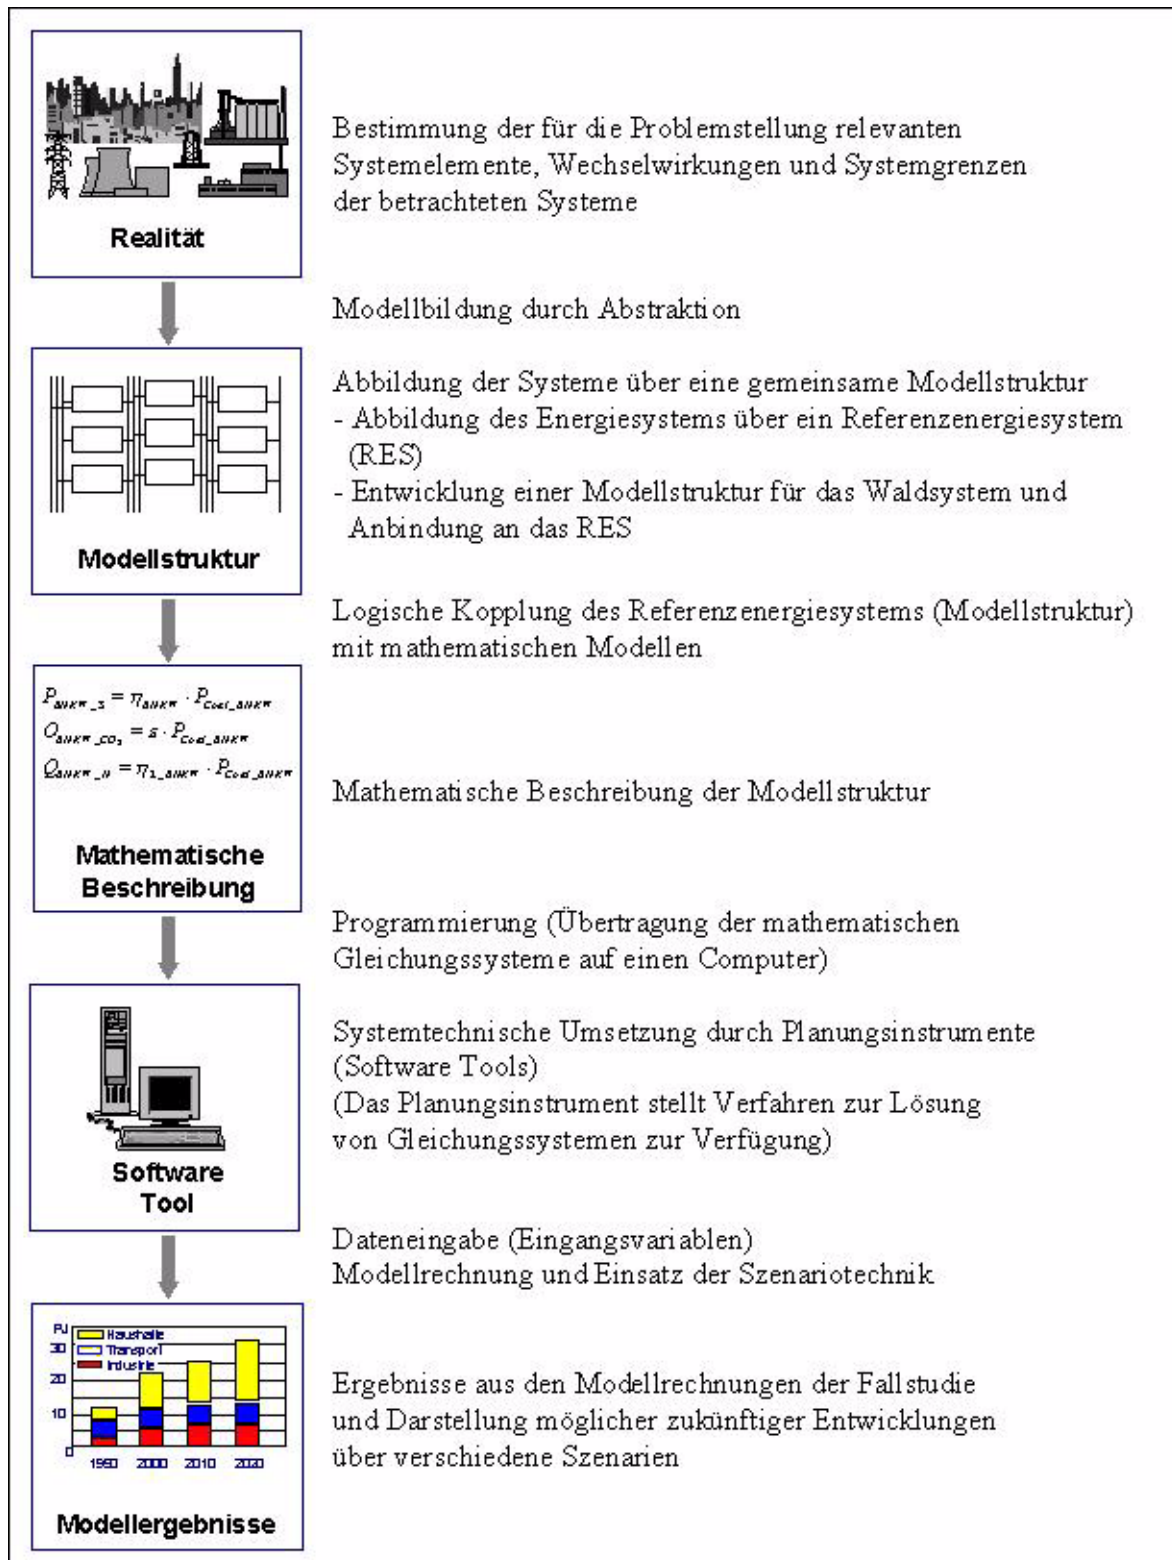 Realität
Bestimmung der für die Problemstellung relevanten
Systemelemente, Wechselwirkungen und Systemgrenzen
der betrachteten Systeme
Modellbildung durch Abstraktion
Modellstruktur
Abbildung der Systeme über eine gemeinsame Modellstruktur
- Abbildung des Energiesystems über ein Referenzenergiesystem
(RES)
- Entwicklung einer Modellstruktur für das Waldsystem und
Anbindung an das RES
Logische Kopplung des Referenzenergiesystems (Modellstruktur)
mit mathematischen Modellen
Mathematische
Beschreibung
Mathematische Beschreibung der Modellstruktur
Programmierung (Übertragung der mathematischen
Gleichungssysteme auf einen Computer)
Software
Tool
Systemtechnische Umsetzung durch Planungsinstrumente
(Software Tools)
(Das Planungsinstrument stellt Verfahren zur Lösung
von Gleichungssystemen zur Verfügung)
Dateneingabe (Eingangsvariablen)
Modellrechnung und Einsatz der Szenariotechnik
PJ
30
20
10
0
Haushalte
Transport
Industrie
1990 2000 2010 2020
Modellergebnisse
Ergebnisse aus den Modellrechnungen der Fallstudie
und Darstellung möglicher zukünftiger Entwicklungen
über verschiedene Szenarien